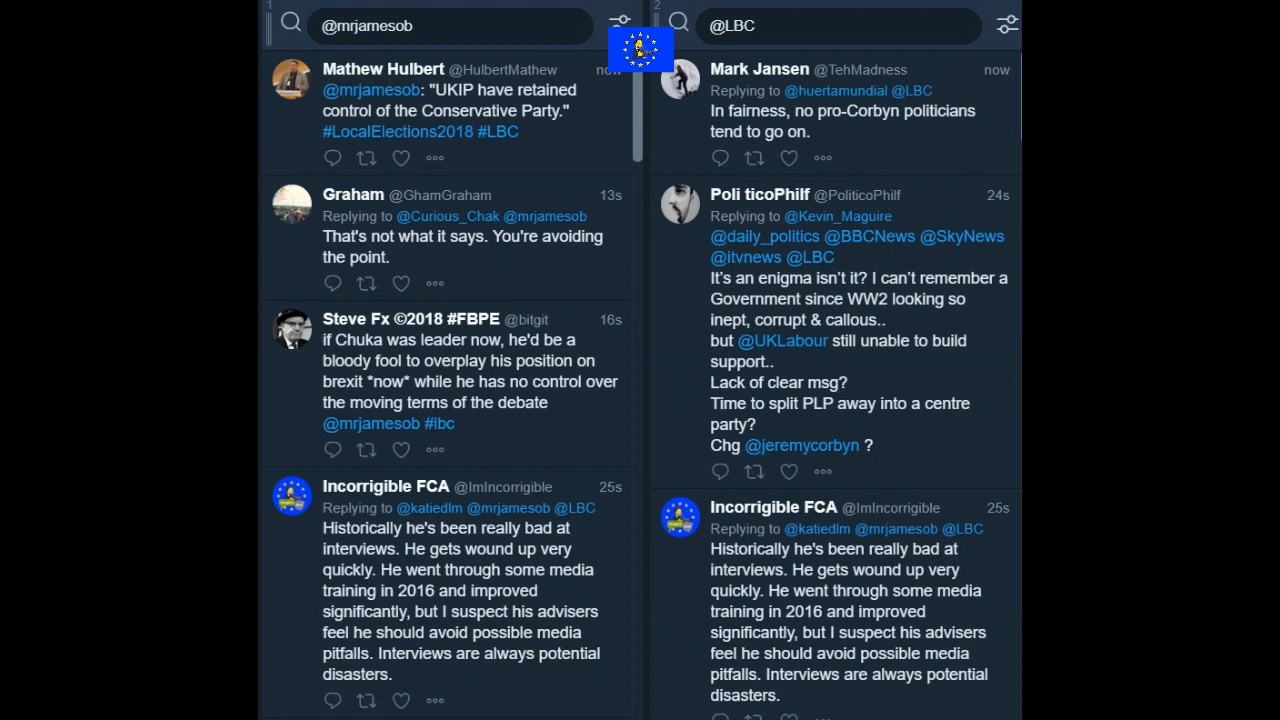 1
@mrjamesob
Mathew Hulbert @HulbertMathew now
@mrjamesob: "UKIP have retained
control of the Conservative Party."
#LocalElections2018 #LBC
Graham @GhamGraham 13s
Replying to @Curious_Chak @mrjamesob
That's not what it says. You're avoiding
the point.
Steve Fx ©2018 #FBPE @bitgit 16s
if Chuka was leader now, he'd be a
bloody fool to overplay his position on
brexit *now* while he has no control over
the moving terms of the debate
@mrjamesob #lbc
Incorrigible FCA @ImIncorrigible 25s
Replying to @katiedlm @mrjamesob @LBC
Historically he's been really bad at
interviews. He gets wound up very
quickly. He went through some media
training in 2016 and improved
significantly, but I suspect his advisers
feel he should avoid possible media
pitfalls. Interviews are always potential
disasters.
2
@LBC
Mark Jansen @TehMadness now
Replying to @huertamundial @LBC
In fairness, no pro-Corbyn politicians
tend to go on.
Poli ticoPhilf @PoliticoPhilf 24s
Replying to @Kevin_Maguire
@daily_politics @BBCNews @SkyNews
@itvnews @LBC
It's an enigma isn't it? I can't remember a
Government since WW2 looking so
inept, corrupt & callous..
but @UKLabour still unable to build
support..
Lack of clear msg?
Time to split PLP away into a centre
party?
Chg @jeremycorbyn ?
Incorrigible FCA @ImIncorrigible 25s
Replying to @katiedlm @mrjamesob @LBC
Historically he's been really bad at
interviews. He gets wound up very
quickly. He went through some media
training in 2016 and improved
significantly, but I suspect his advisers
feel he should avoid possible media
pitfalls. Interviews are always potential
disasters.